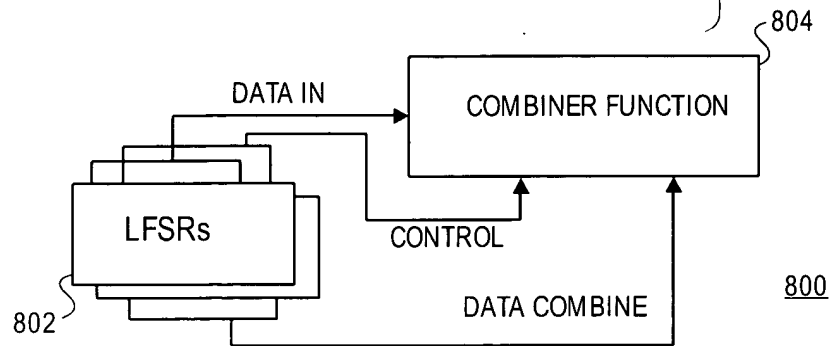 804
DATA IN
COMBINER FUNCTION
LFSRs
CONTROL
800
DATA COMBINE
802